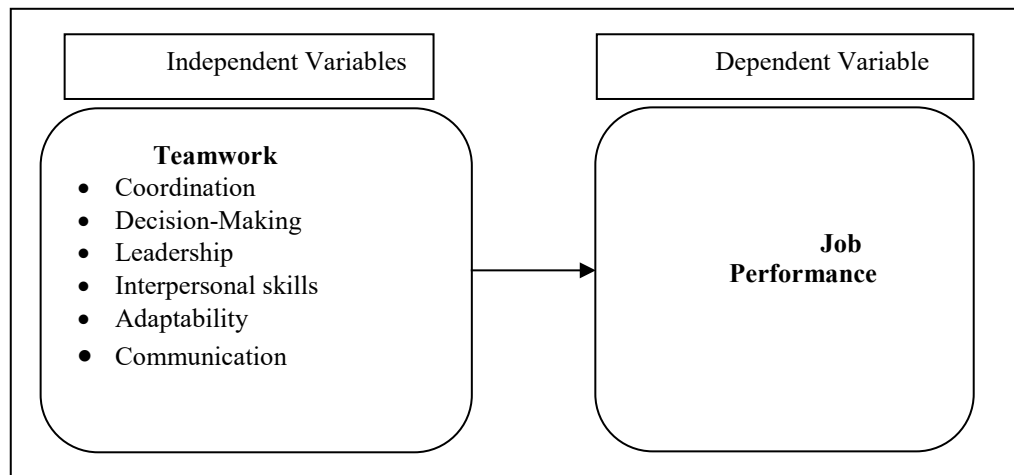 Independent Variables
Dependent Variable
Teamwork
• Coordination
• Decision-Making
• Leadership
• Interpersonal skills
• Adaptability
• Communication
Job
Performance